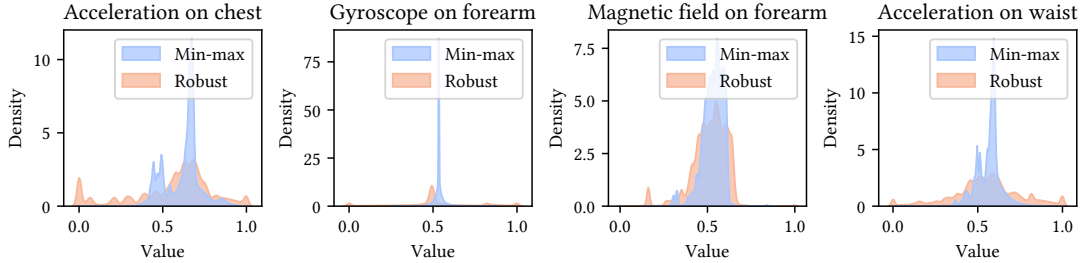 Acceleration on chest
Density
10
5
0
Min-max
Robust
0.0 0.5 1.0
Value
Gyroscope on forearm
Density
75
50
25
0
Min-max
Robust
0.0 0.5 1.0
Value
Magnetic field on forearm
Density
7.5
5.0
2.5
0.0
Min-max
Robust
0.0 0.5 1.0
Value
Acceleration on waist
Density
15
10
5
0
Min-max
Robust
0.0 0.5 1.0
Value